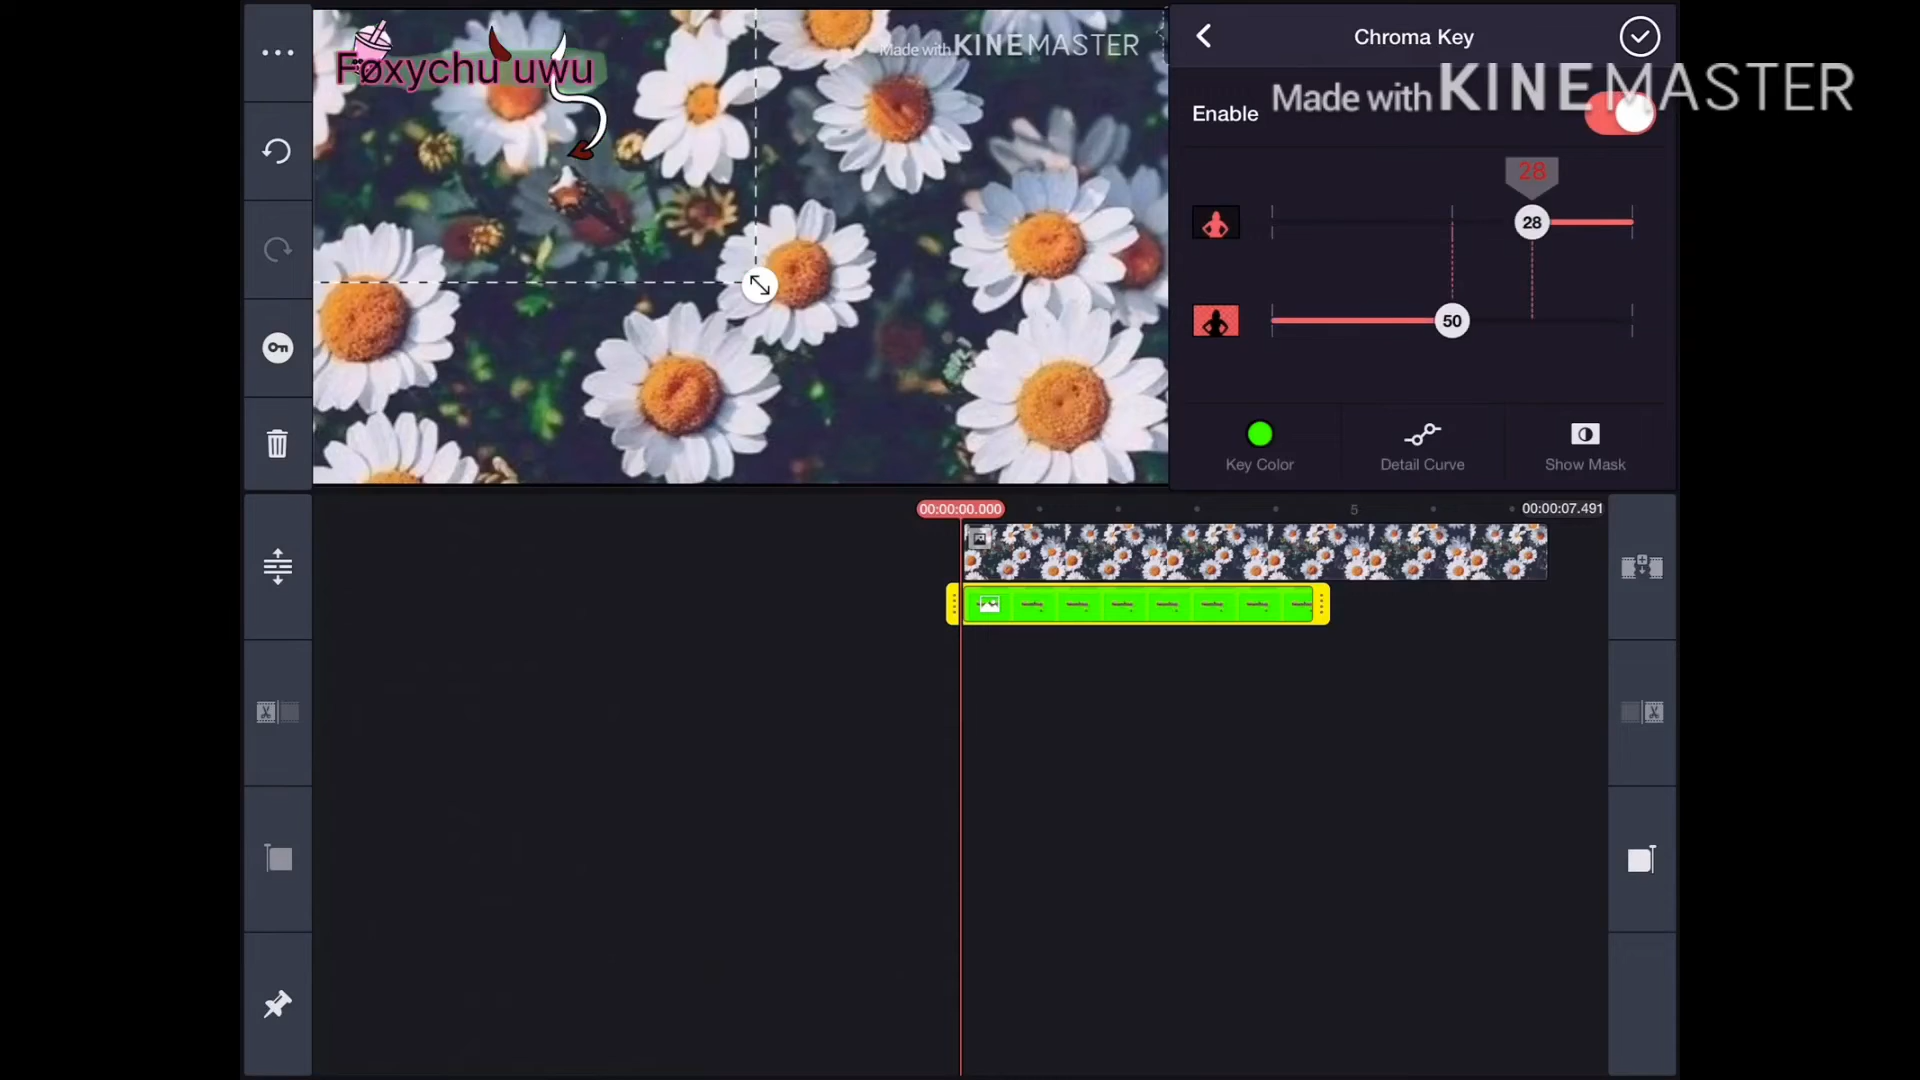 Chroma Key
Made with KINEMASTER
Føxychu uwu
Made with KINEMASTER
Enable
28
28
50
Key Color
Detail Curve
Show Mask
00:00:00.000
5
00:00:07.491